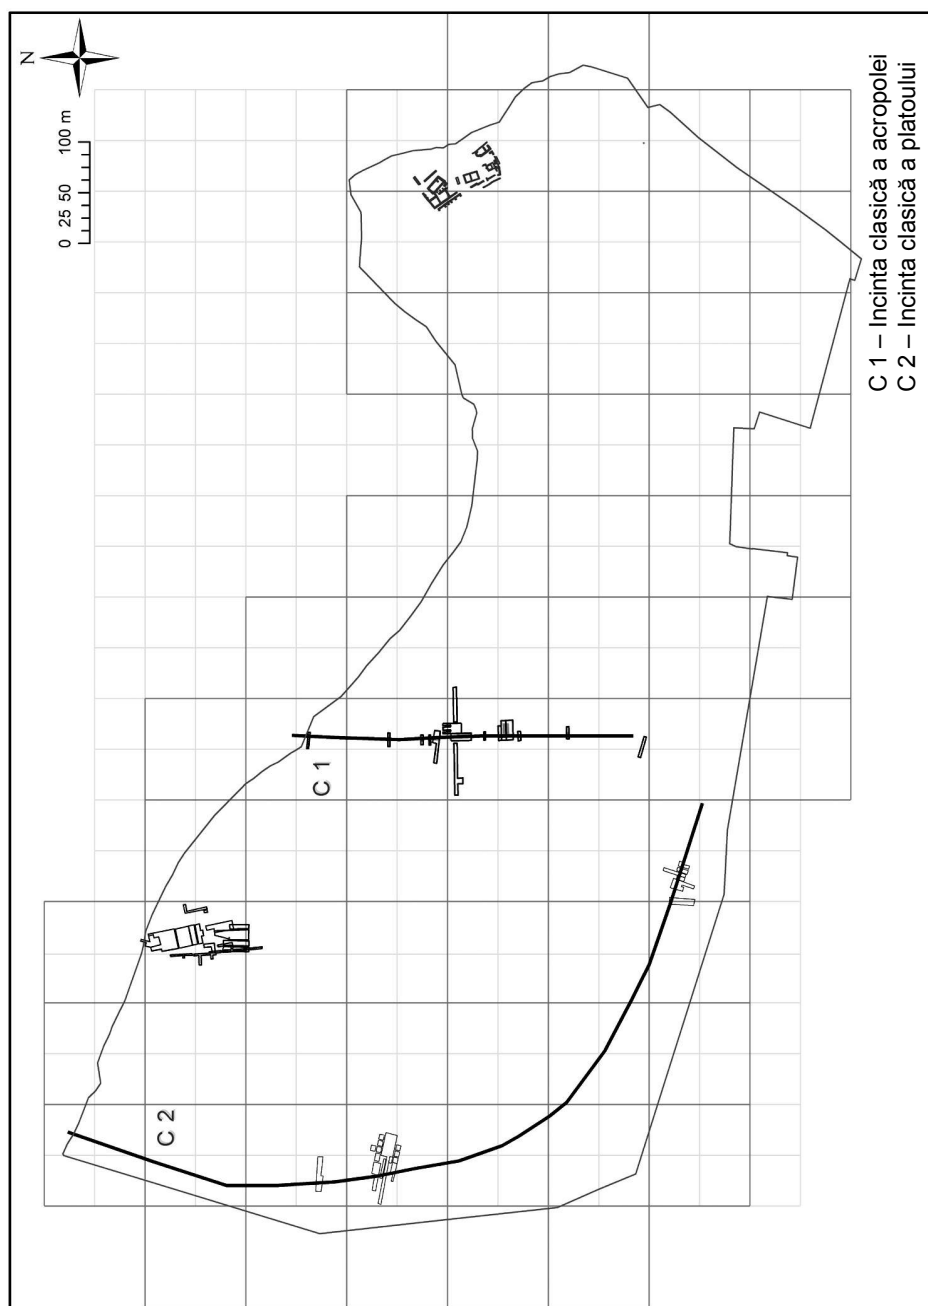 N
0 25 50 100 m
C 1
C 2
C 1 – Incinta clasică a acropolei
C 2 – Incinta clasică a platoului